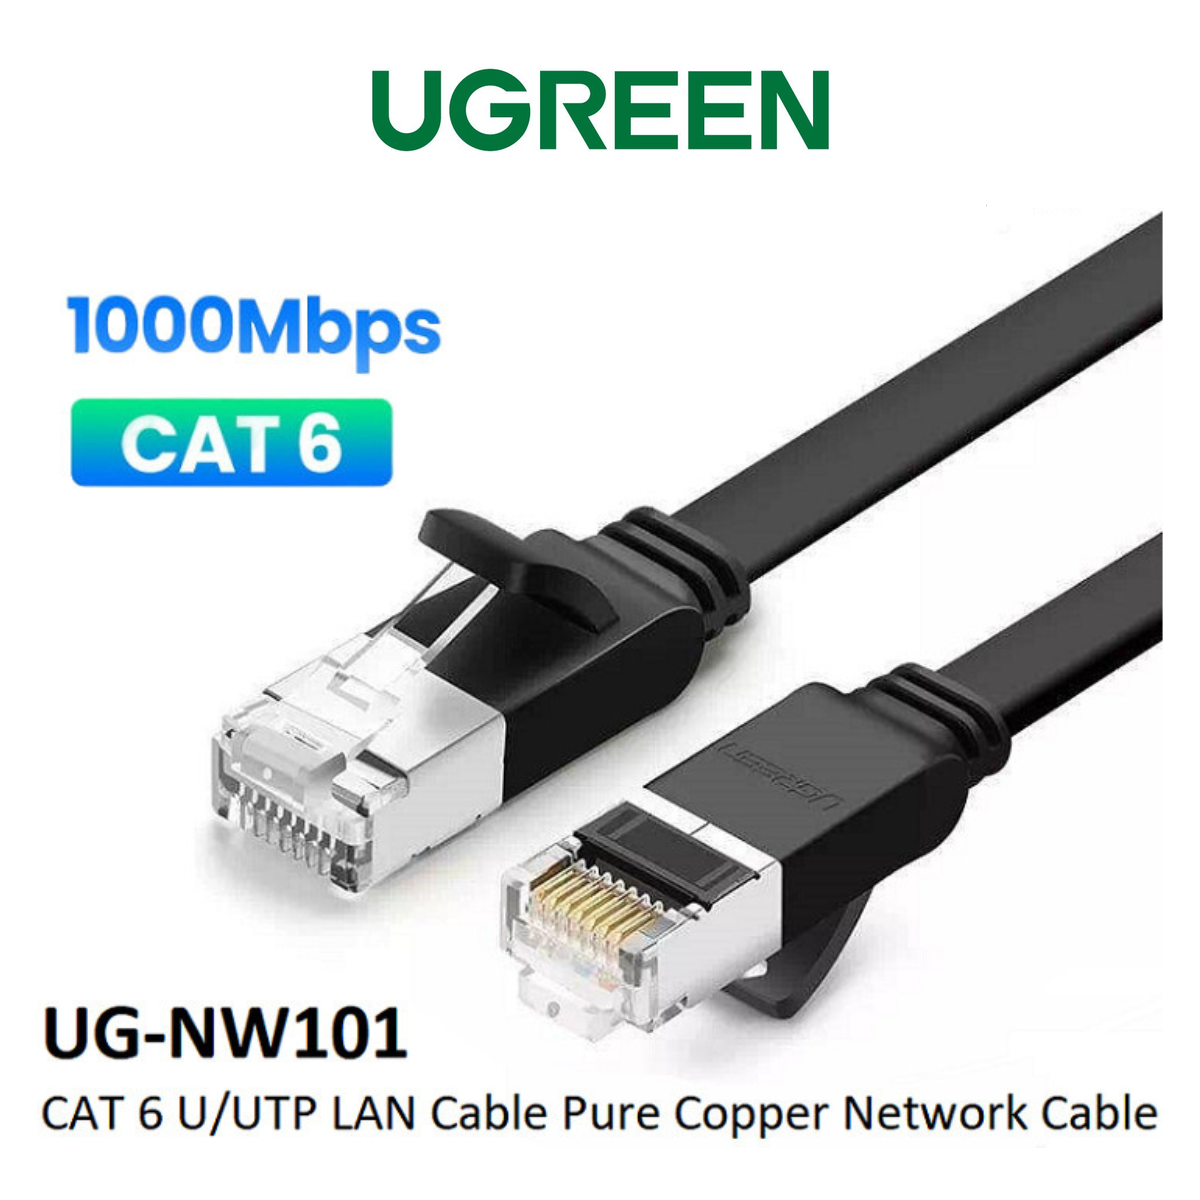 UGREEN
1000Mbps
CAT 6
UGREEN
UG-NW101
CAT 6 U/UTP LAN Cable Pure Copper Network Cable